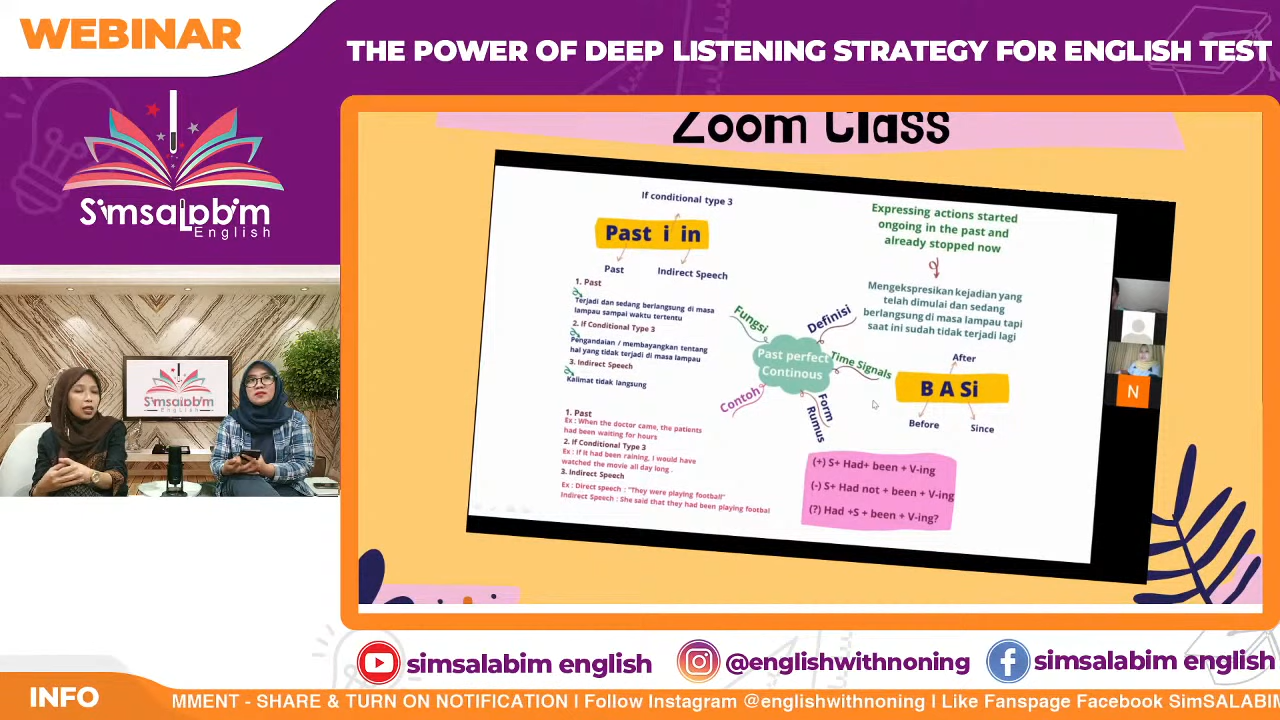 WEBINAR
THE POWER OF DEEP LISTENING STRATEGY FOR ENGLISH TEST
SimsaLabim
English
Simsalabim
English
Zoom Class
If conditional type 3
Past i in
Past
Indirect Speech
1. Past
Terjadi dan sedang berlangsung di masa
lampau sampai waktu tertentu
2. If Conditional Type 3
Pengandaian / membayangkan tentang
hal yang tidak terjadi di masa lampau
3. Indirect Speech
Kalimat tidak langsung
1. Past
Ex : When the doctor came, the patients
had been waiting for hours
2. If Conditional Type 3
Ex : If it had been raining, I would have
watched the movie all day long .
3. Indirect Speech
Ex : Direct speech : "They were playing football"
Indirect Speech : She said that they had been playing footbal
Fungsi
Definisi
Past perfect
Continous
Time Signals
Contoh
Form
Rumus
Expressing actions started
ongoing in the past and
already stopped now
Mengekspresikan kejadian yang
telah dimulai dan sedang
berlangsung di masa lampau tapi
saat ini sudah tidak terjadi lagi
After
B A Si
Before
Since
(+) S+ Had+ been + V-ing
(-) S+ Had not + been + V-ing
(?) Had +S + been + V-ing?
N
simsalabim english
@englishwithnoning
simsalabim english
INFO
MMENT - SHARE & TURN ON NOTIFICATION I Follow Instagram @englishwithnoning I Like Fanspage Facebook SimSALABIM